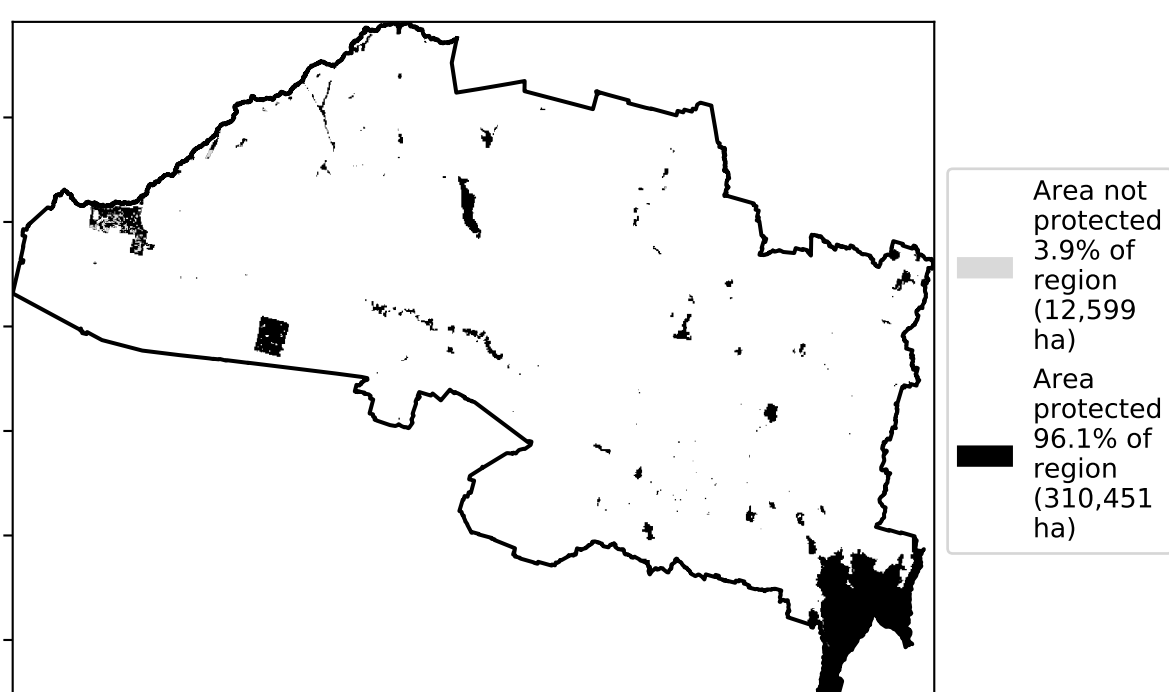 Area not
protected
3.9% of
region
(12,599
ha)
Area
protected
96.1% of
region
(310,451
ha)